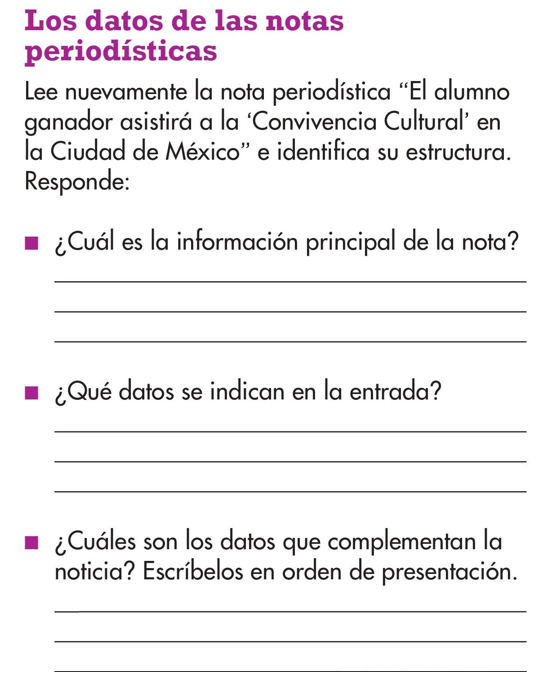 Los datos de las notas
periodísticas
Lee nuevamente la nota periodística “El alumno
ganador asistirá a la ‘Convivencia Cultural’ en
la Ciudad de México” e identifica su estructura.
Responde:
¿Cuál es la información principal de la nota?
¿Qué datos se indican en la entrada?
¿Cuáles son los datos que complementan la
noticia? Escríbelos en orden de presentación.